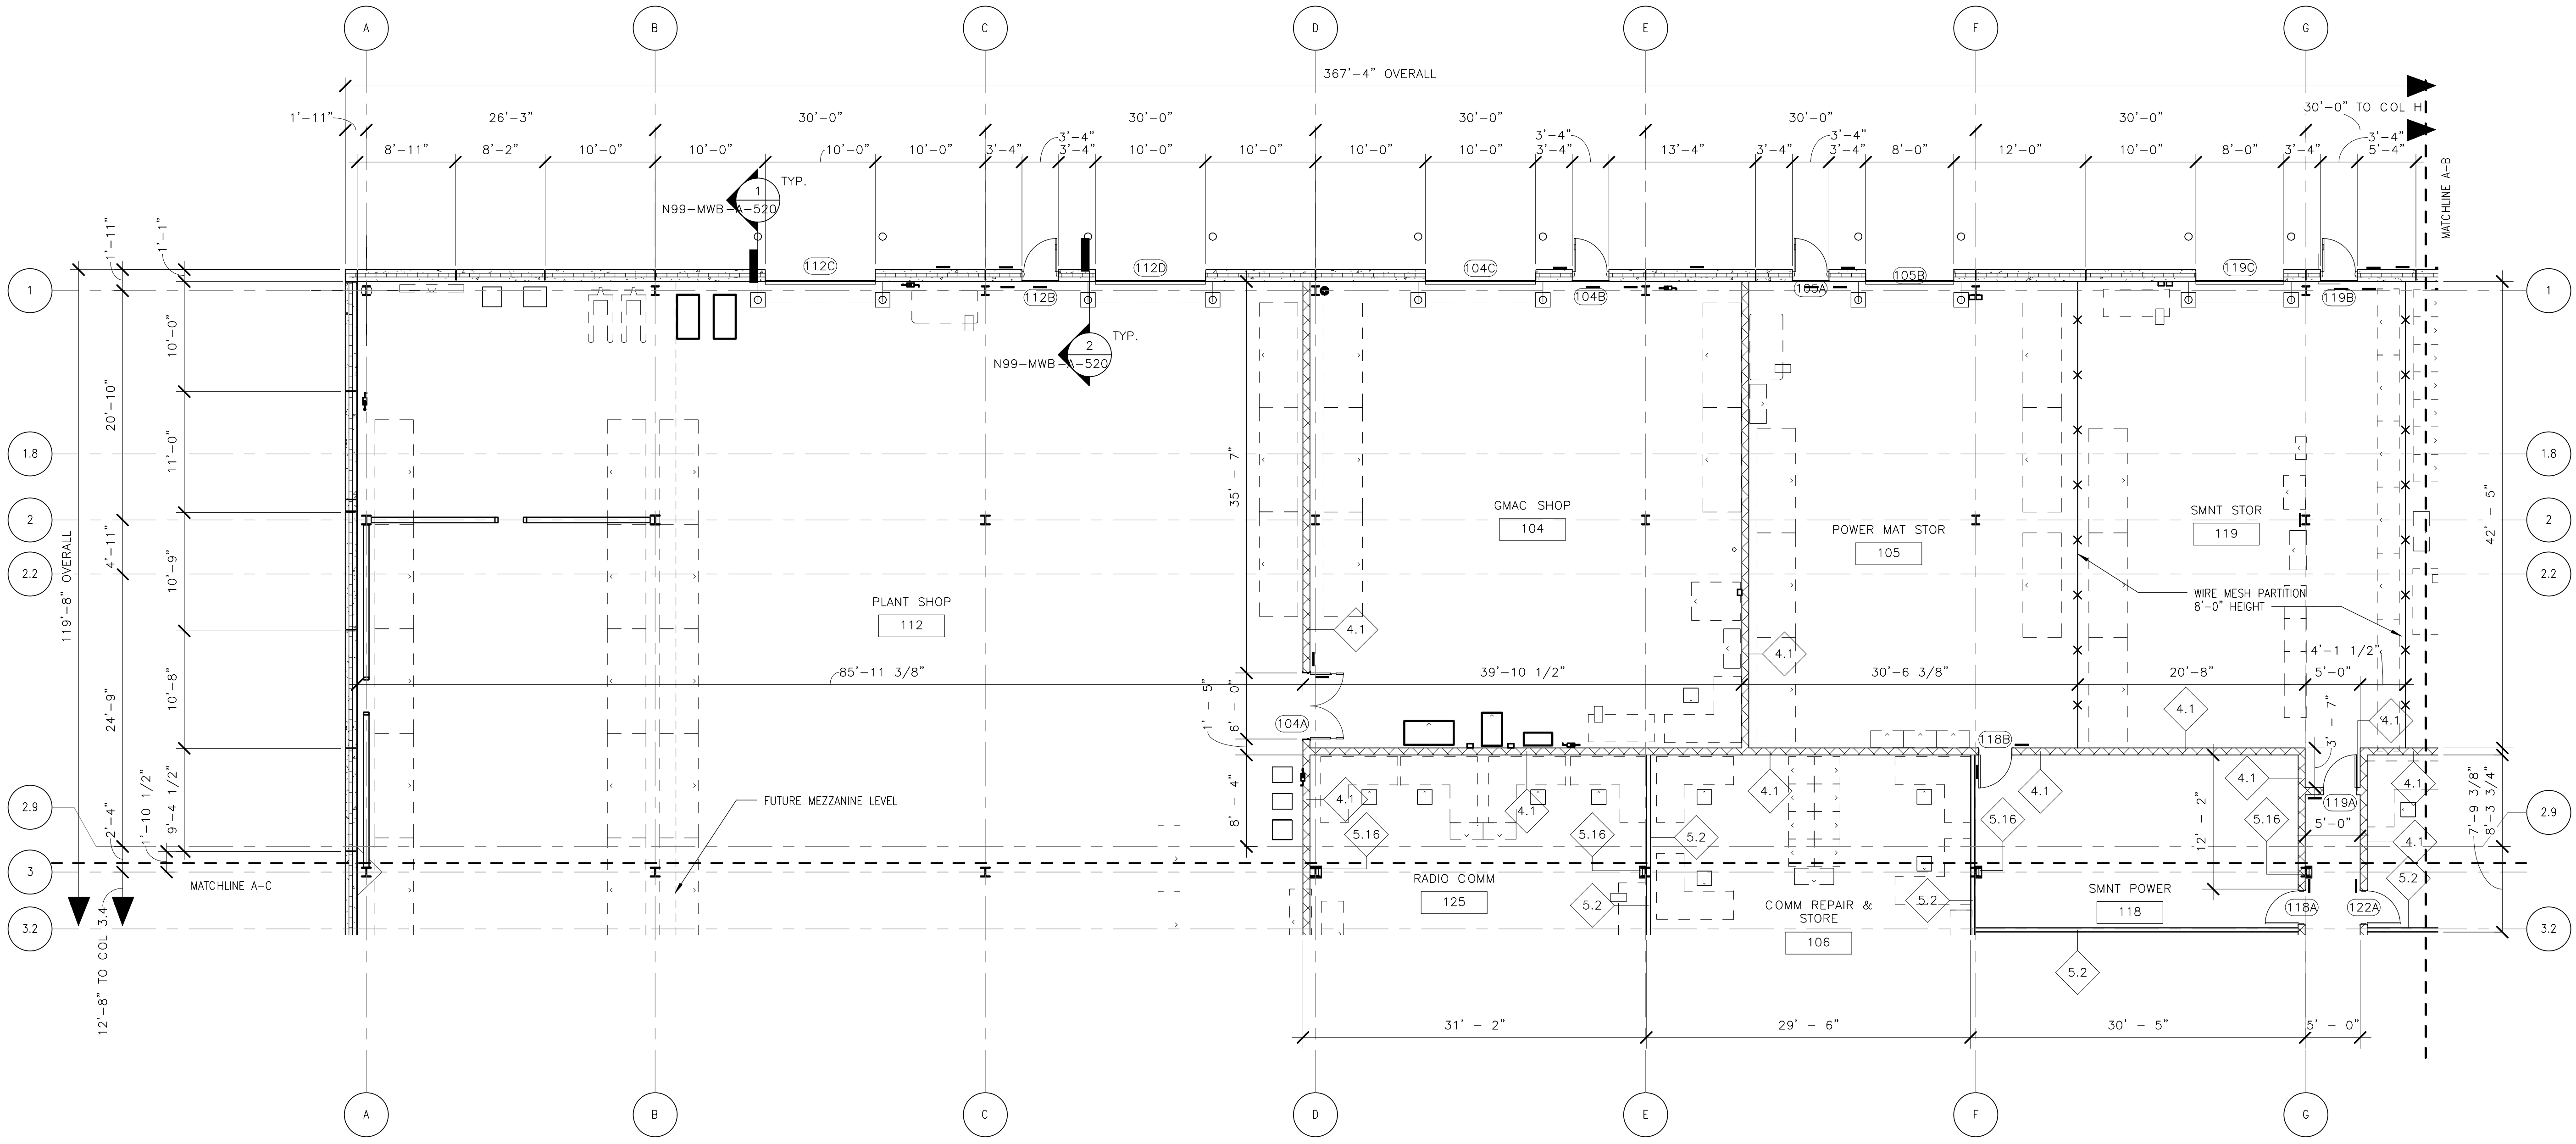 A B C D E F G
367'-4" OVERALL
1'-11" 26'-3" 30'-0" 30'-0" 30'-0" 30'-0" 30'-0" 30'-0" TO COL H
8'-11" 8'-2" 10'-0" 10'-0" 10'-0" 10'-0" 3'-4" 3'-4" 3'-4" 10'-0" 10'-0" 10'-0" 10'-0" 3'-4" 3'-4" 13'-4" 3'-4" 3'-4" 3'-4" 8'-0" 12'-0" 10'-0" 8'-0" 3'-4" 3'-4" 5'-4"
MATCHLINE A-B
1 TYP.
N99-MWB-A-520
2 TYP.
N99-MWB-A-520
112C 112B 112D 104C 104B 105A 105B 119C 119B
1 1
1.8 1.8
2 2
2.2 2.2
2.9 2.9
3
3.2 3.2
119'-8" OVERALL
1'-11"
20'-10"
4'-11"
24'-9"
2'-4"
12'-8" TO COL 3.4
1'-1"
10'-0"
11'-0"
10'-9"
10'-8"
9'-4 1/2"
1'-10 1/2"
MATCHLINE A-C
PLANT SHOP
112
FUTURE MEZZANINE LEVEL
35' - 7"
1' - 5"
6' - 0"
8' - 4"
104A
GMAC SHOP
104
POWER MAT STOR
105
SMNT STOR
119
WIRE MESH PARTITION
8'-0" HEIGHT
42' - 5"
85'-11 3/8" 39'-10 1/2" 30'-6 3/8" 20'-8" 5'-0" 4'-1 1/2"
4.1
4.1
4.1
4.1
3' - 7"
118B
4.1 4.1 4.1 4.1 4.1 4.1
119A
5'-0"
5.16 5.16 5.2 5.16 5.16 4.1
12' - 2"
7'-9 3/8"
8'-3 3/4"
RADIO COMM
125
5.2
COMM REPAIR &
STORE
106
5.2
SMNT POWER
118
118A 122A
5.2
5.2
31' - 2" 29' - 6" 30' - 5" 5' - 0"
A B C D E F G